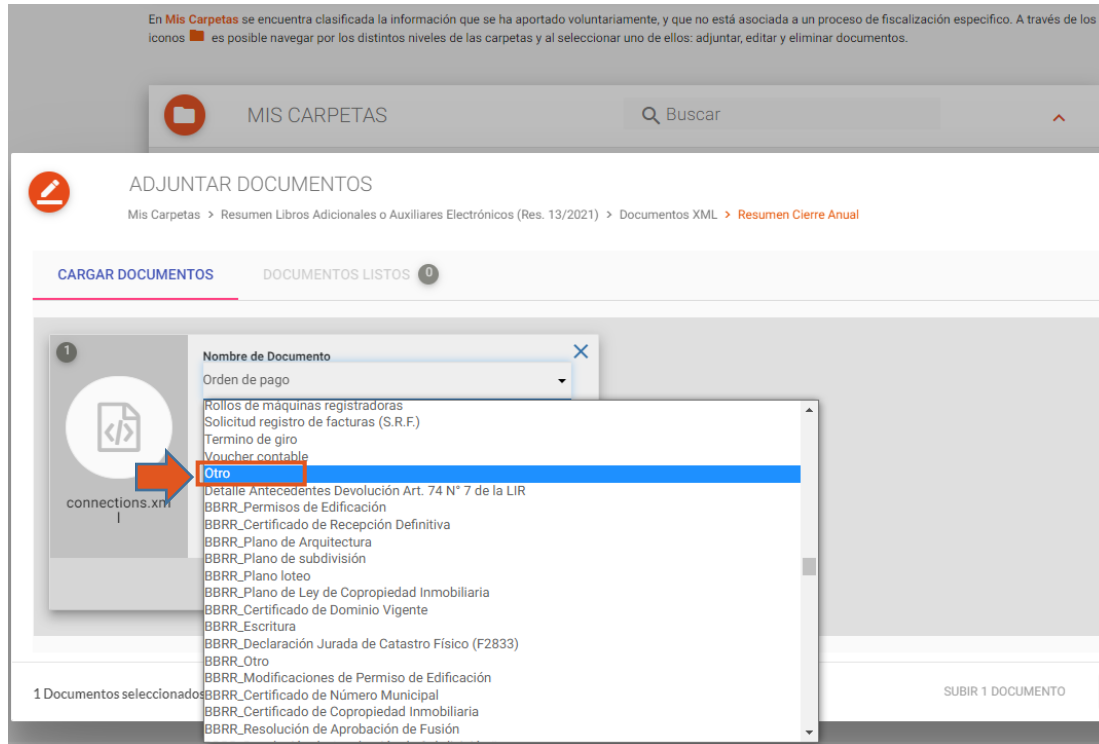 En Mis Carpetas se encuentra clasificada la información que se ha aportado voluntariamente, y que no está asociada a un proceso de fiscalización especifico. A través de los
iconos es posible navegar por los distintos niveles de las carpetas y al seleccionar uno de ellos: adjuntar, editar y eliminar documentos.
MIS CARPETAS
Buscar
ADJUNTAR DOCUMENTOS
Mis Carpetas > Resumen Libros Adicionales o Auxiliares Electrónicos (Res. 13/2021) > Documentos XML > Resumen Cierre Anual
CARGAR DOCUMENTOS
DOCUMENTOS LISTOS 0
1
Nombre de Documento
Orden de pago
connections.xm
l
Rollos de máquinas registradoras
Solicitud registro de facturas (S.R.F.)
Termino de giro
Voucher contable
Otro
Detalle Antecedentes Devolución Art. 74 N° 7 de la LIR
BBRR_Permisos de Edificación
BBRR_Certificado de Recepción Definitiva
BBRR_Plano de Arquitectura
BBRR_Plano de subdivisión
BBRR_Plano loteo
BBRR_Plano de Ley de Copropiedad Inmobiliaria
BBRR_Certificado de Dominio Vigente
BBRR_Escritura
BBRR_Declaración Jurada de Catastro Físico (F2833)
BBRR_Otro
BBRR_Modificaciones de Permiso de Edificación
BBRR_Certificado de Número Municipal
BBRR_Certificado de Copropiedad Inmobiliaria
BBRR_Resolución de Aprobación de Fusión
1 Documentos seleccionados
SUBIR 1 DOCUMENTO